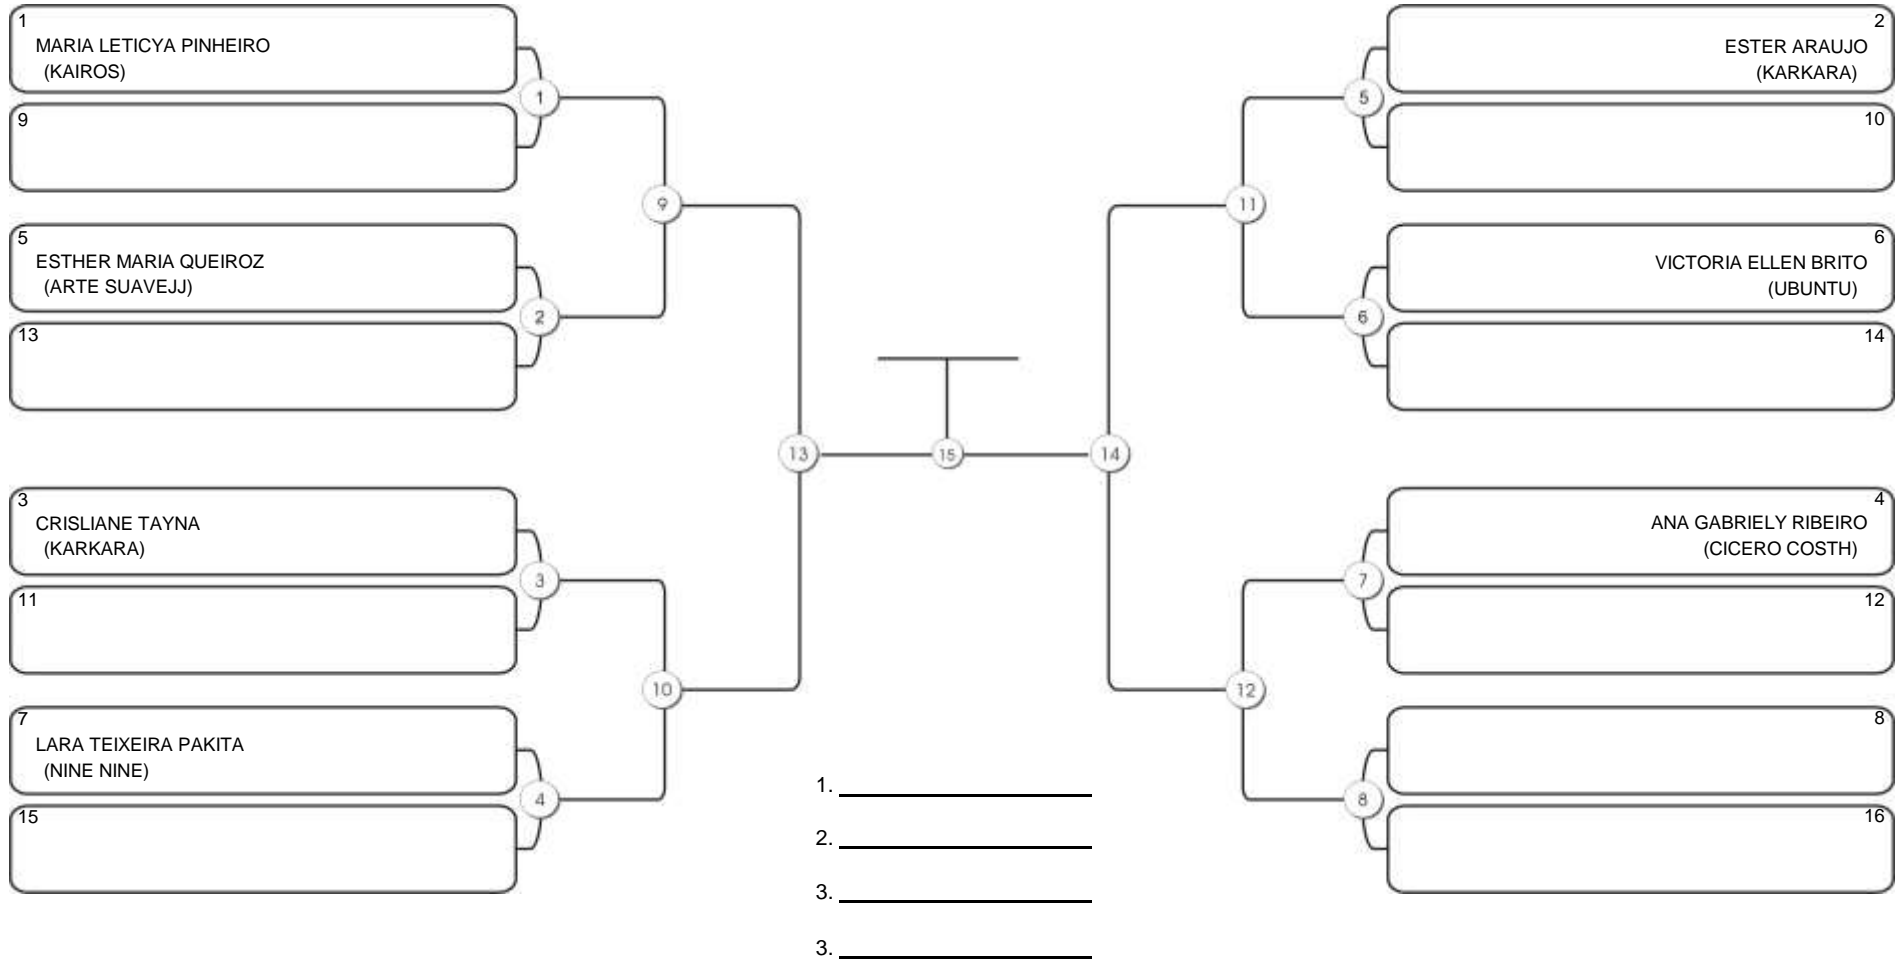 1
MARIA LETICYA PINHEIRO
(KAIROS)
9
5
ESTHER MARIA QUEIROZ
(ARTE SUAVEJJ)
13
3
CRISLIANE TAYNA
(KARKARA)
11
7
LARA TEIXEIRA PAKITA
(NINE NINE)
15
1
2
3
4
9
10
13
15
14
11
12
5
6
7
8
2
ESTER ARAUJO
(KARKARA)
10
6
VICTORIA ELLEN BRITO
(UBUNTU)
14
4
ANA GABRIELY RIBEIRO
(CICERO COSTH)
12
8
16
1.
2.
3.
3.